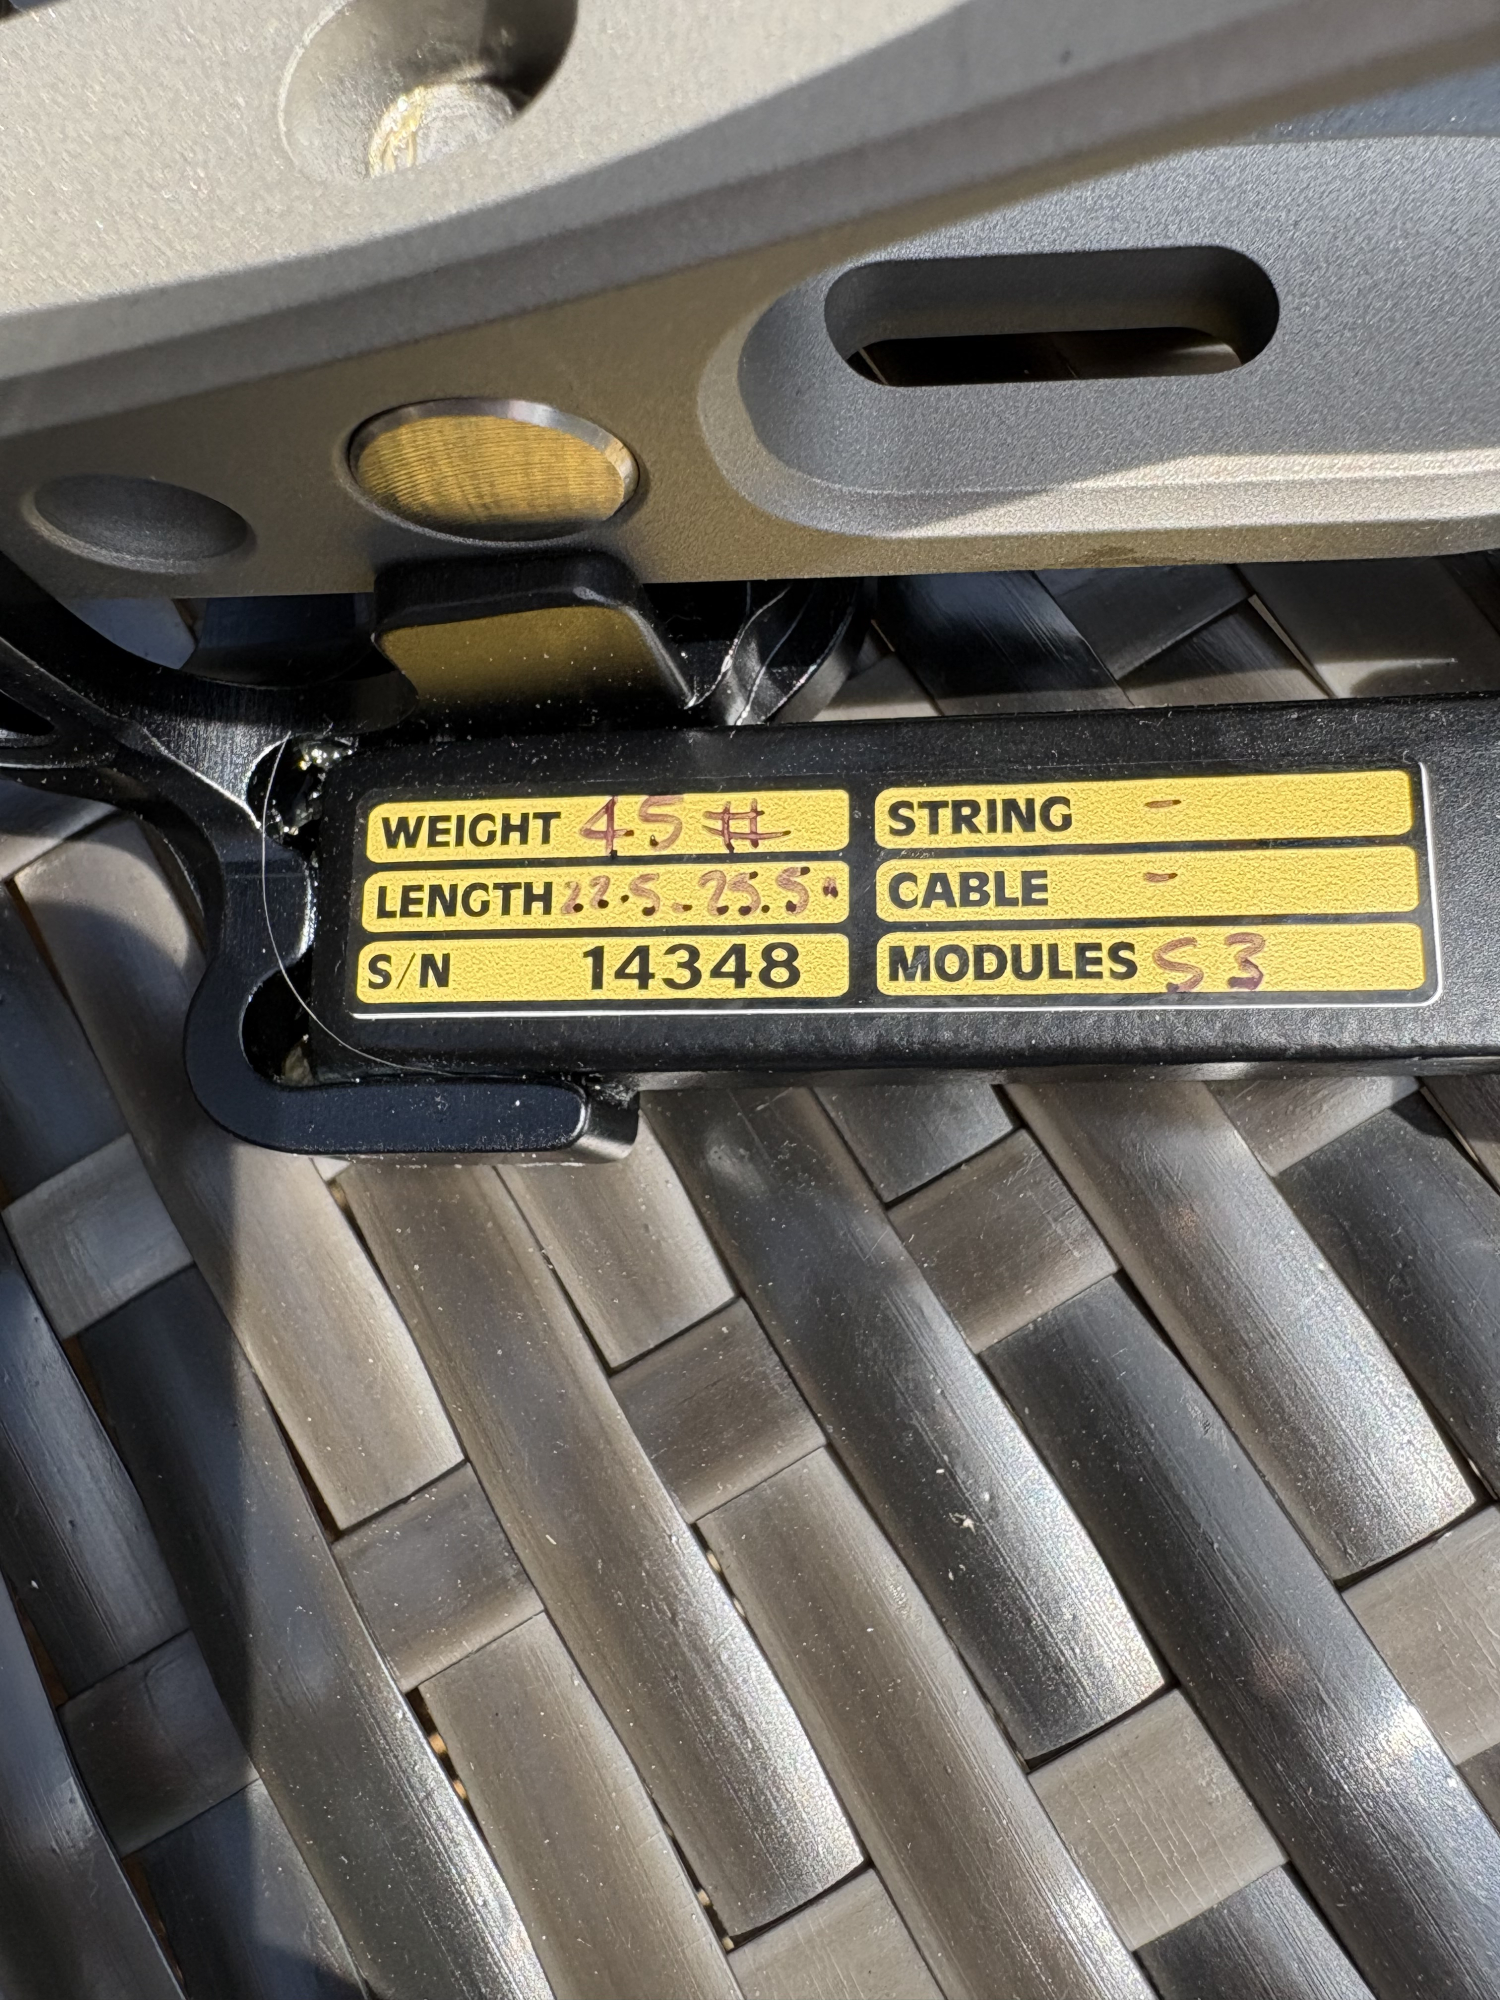 WEIGHT 45#
LENGTH 22.5-25.5"
S/N 14348
STRING -
CABLE -
MODULES S3